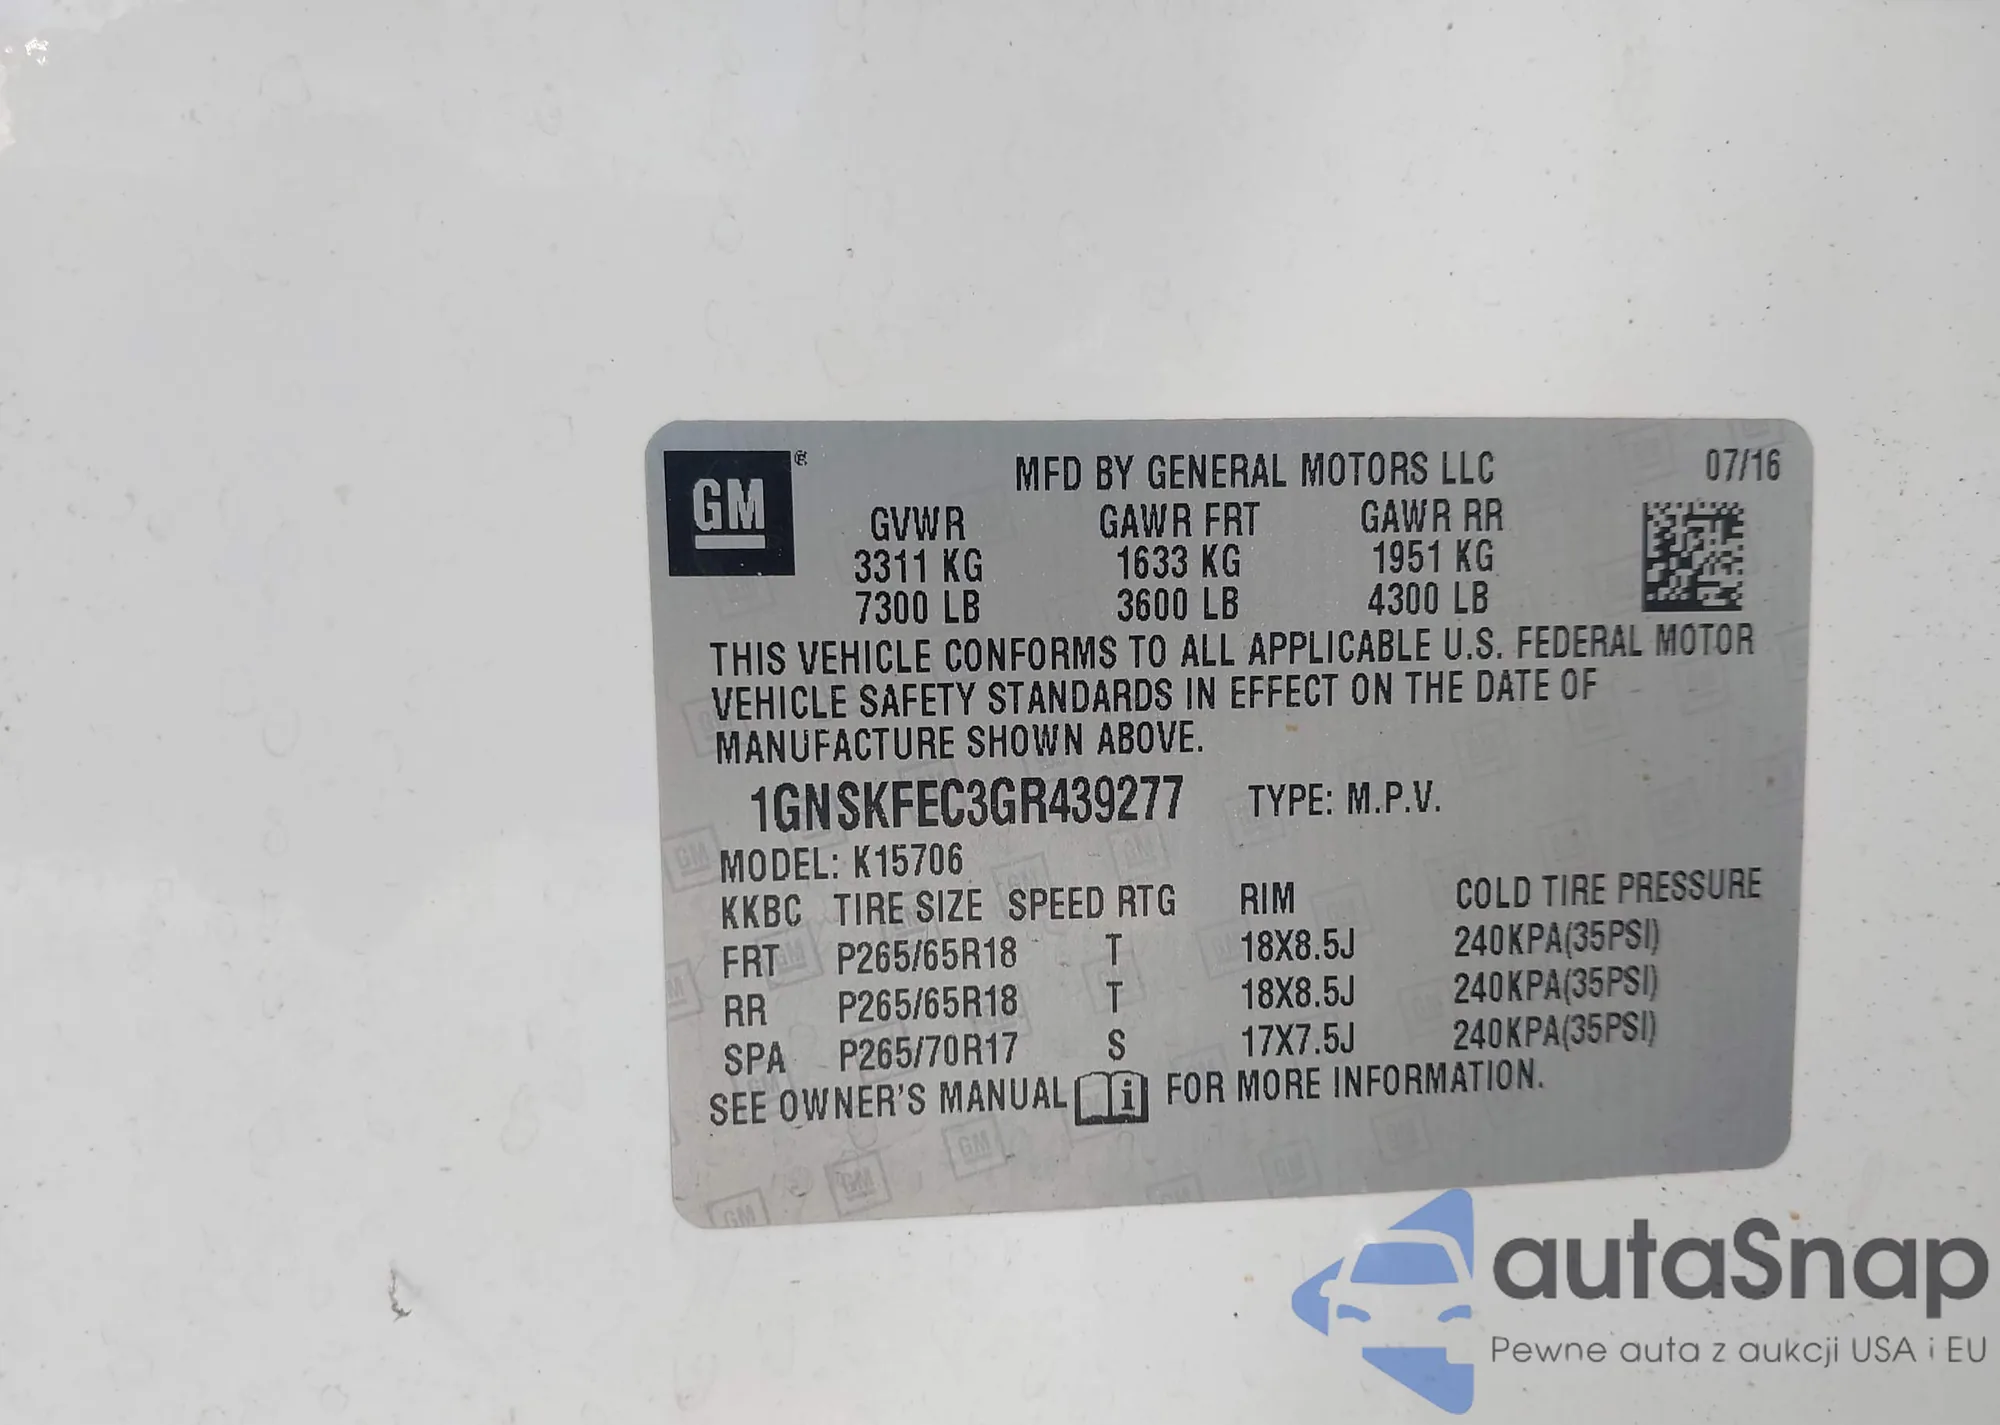 GM®
MFD BY GENERAL MOTORS LLC 07/16
GVWR GAWR FRT GAWR RR
3311 KG 1633 KG 1951 KG
7300 LB 3600 LB 4300 LB
THIS VEHICLE CONFORMS TO ALL APPLICABLE U.S. FEDERAL MOTOR
VEHICLE SAFETY STANDARDS IN EFFECT ON THE DATE OF
MANUFACTURE SHOWN ABOVE.
1GNSKFEC3GR439277 TYPE: M.P.V.
MODEL: K15706
KKBC TIRE SIZE SPEED RTG RIM COLD TIRE PRESSURE
FRT P265/65R18 T 18X8.5J 240KPA(35PSI)
RR P265/65R18 T 18X8.5J 240KPA(35PSI)
SPA P265/70R17 S 17X7.5J 240KPA(35PSI)
SEE OWNER'S MANUAL i FOR MORE INFORMATION.
autaSnap
Pewne auta z aukcji USA i EU